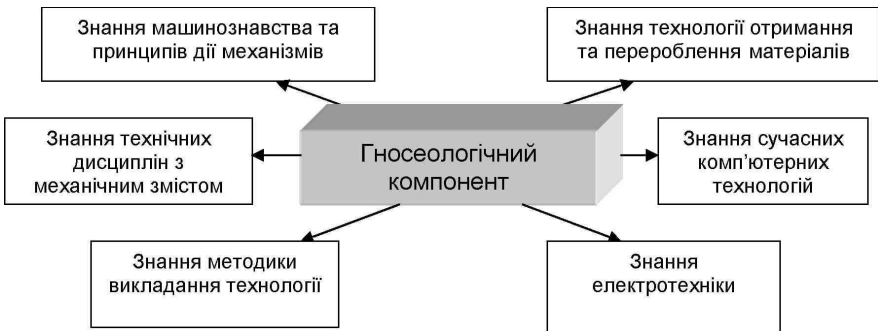 Знання машинознавства та
принципів дії механізмів
Знання технології отримання
та перероблення матеріалів
Знання технічних
дисциплін з
механічним змістом
Гносеологічний
компонент
Знання сучасних
комп’ютерних
технологій
Знання методики
викладання технології
Знання
електротехніки